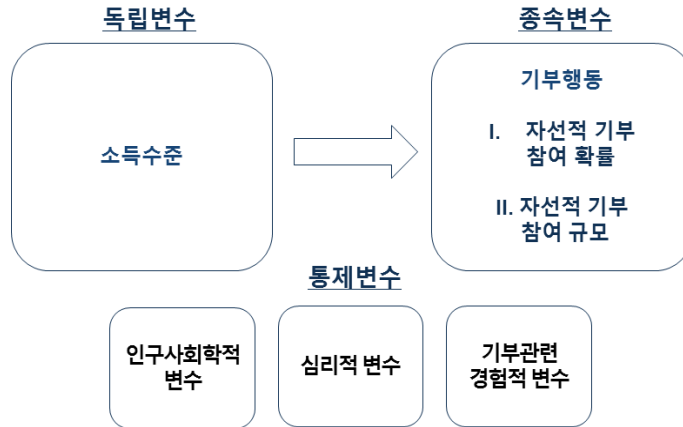 독립변수
종속변수
소득수준
기부행동
I. 자선적 기부
참여 확률
II. 자선적 기부
참여 규모
통제변수
인구사회학적
변수
심리적 변수
기부관련
경험적 변수